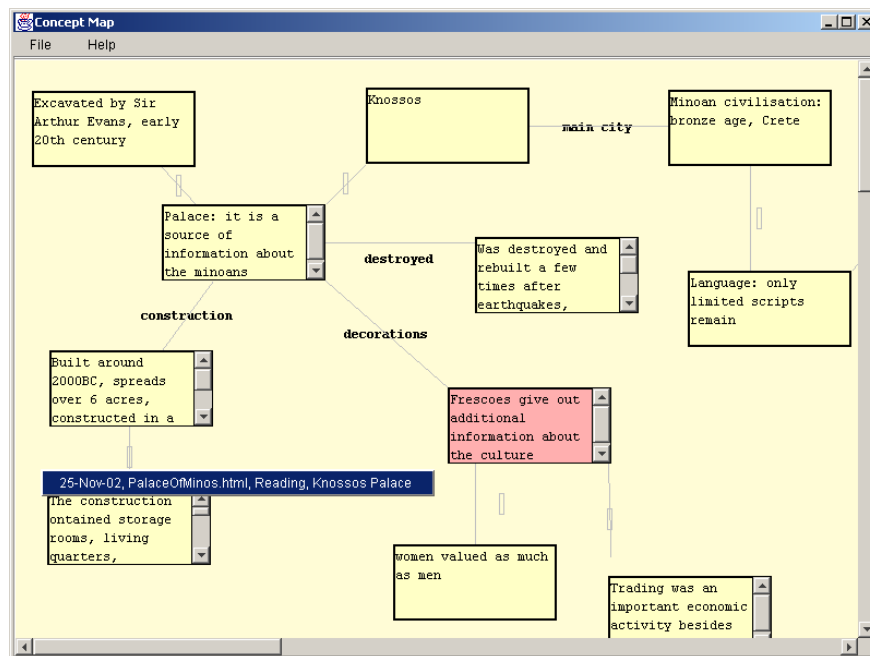 Concept Map
File Help
Excavated by Sir
Arthur Evans, early
20th century
Knossos
main city
Minoan civilisation:
bronze age, Crete
Palace: it is a
source of
information about
the minoans
destroyed
Was destroyed and
rebuilt a few
times after
earthquakes,
Language: only
limited scripts
remain
construction
decorations
Built around
2000BC, spreads
over 6 acres,
constructed in a
Frescoes give out
additional
information about
the culture
25-Nov-02, PalaceOfMinos.html, Reading, Knossos Palace
The construction
ontained storage
rooms, living
quarters,
women valued as much
as men
Trading was an
important economic
activity besides